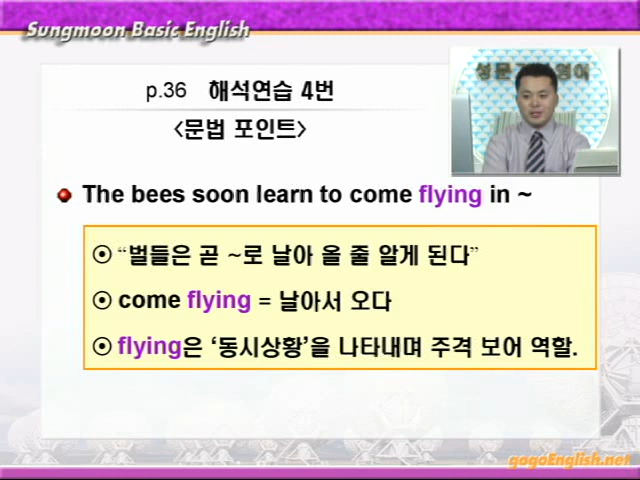 Sungmoon Basic English
p.36 해석연습 4번
<문법 포인트>
The bees soon learn to come flying in ~
⊙ “벌들은 곧 ~로 날아 올 줄 알게 된다”
⊙ come flying = 날아서 오다
⊙ flying은 ‘동시상황’을 나타내며 주격 보어 역할.
gogoEnglish.net